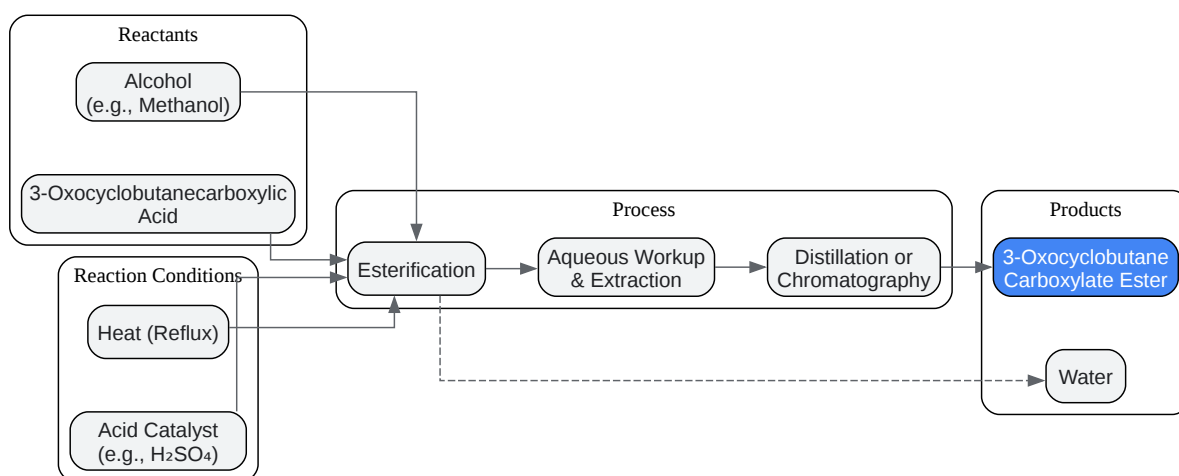 Reactants
Alcohol
(e.g., Methanol)
3-Oxocyclobutanecarboxylic
Acid
Reaction Conditions
Heat (Reflux)
Acid Catalyst
(e.g., H₂SO₄)
Process
Esterification
Aqueous Workup
& Extraction
Distillation or
Chromatography
Products
3-Oxocyclobutane
Carboxylate Ester
Water